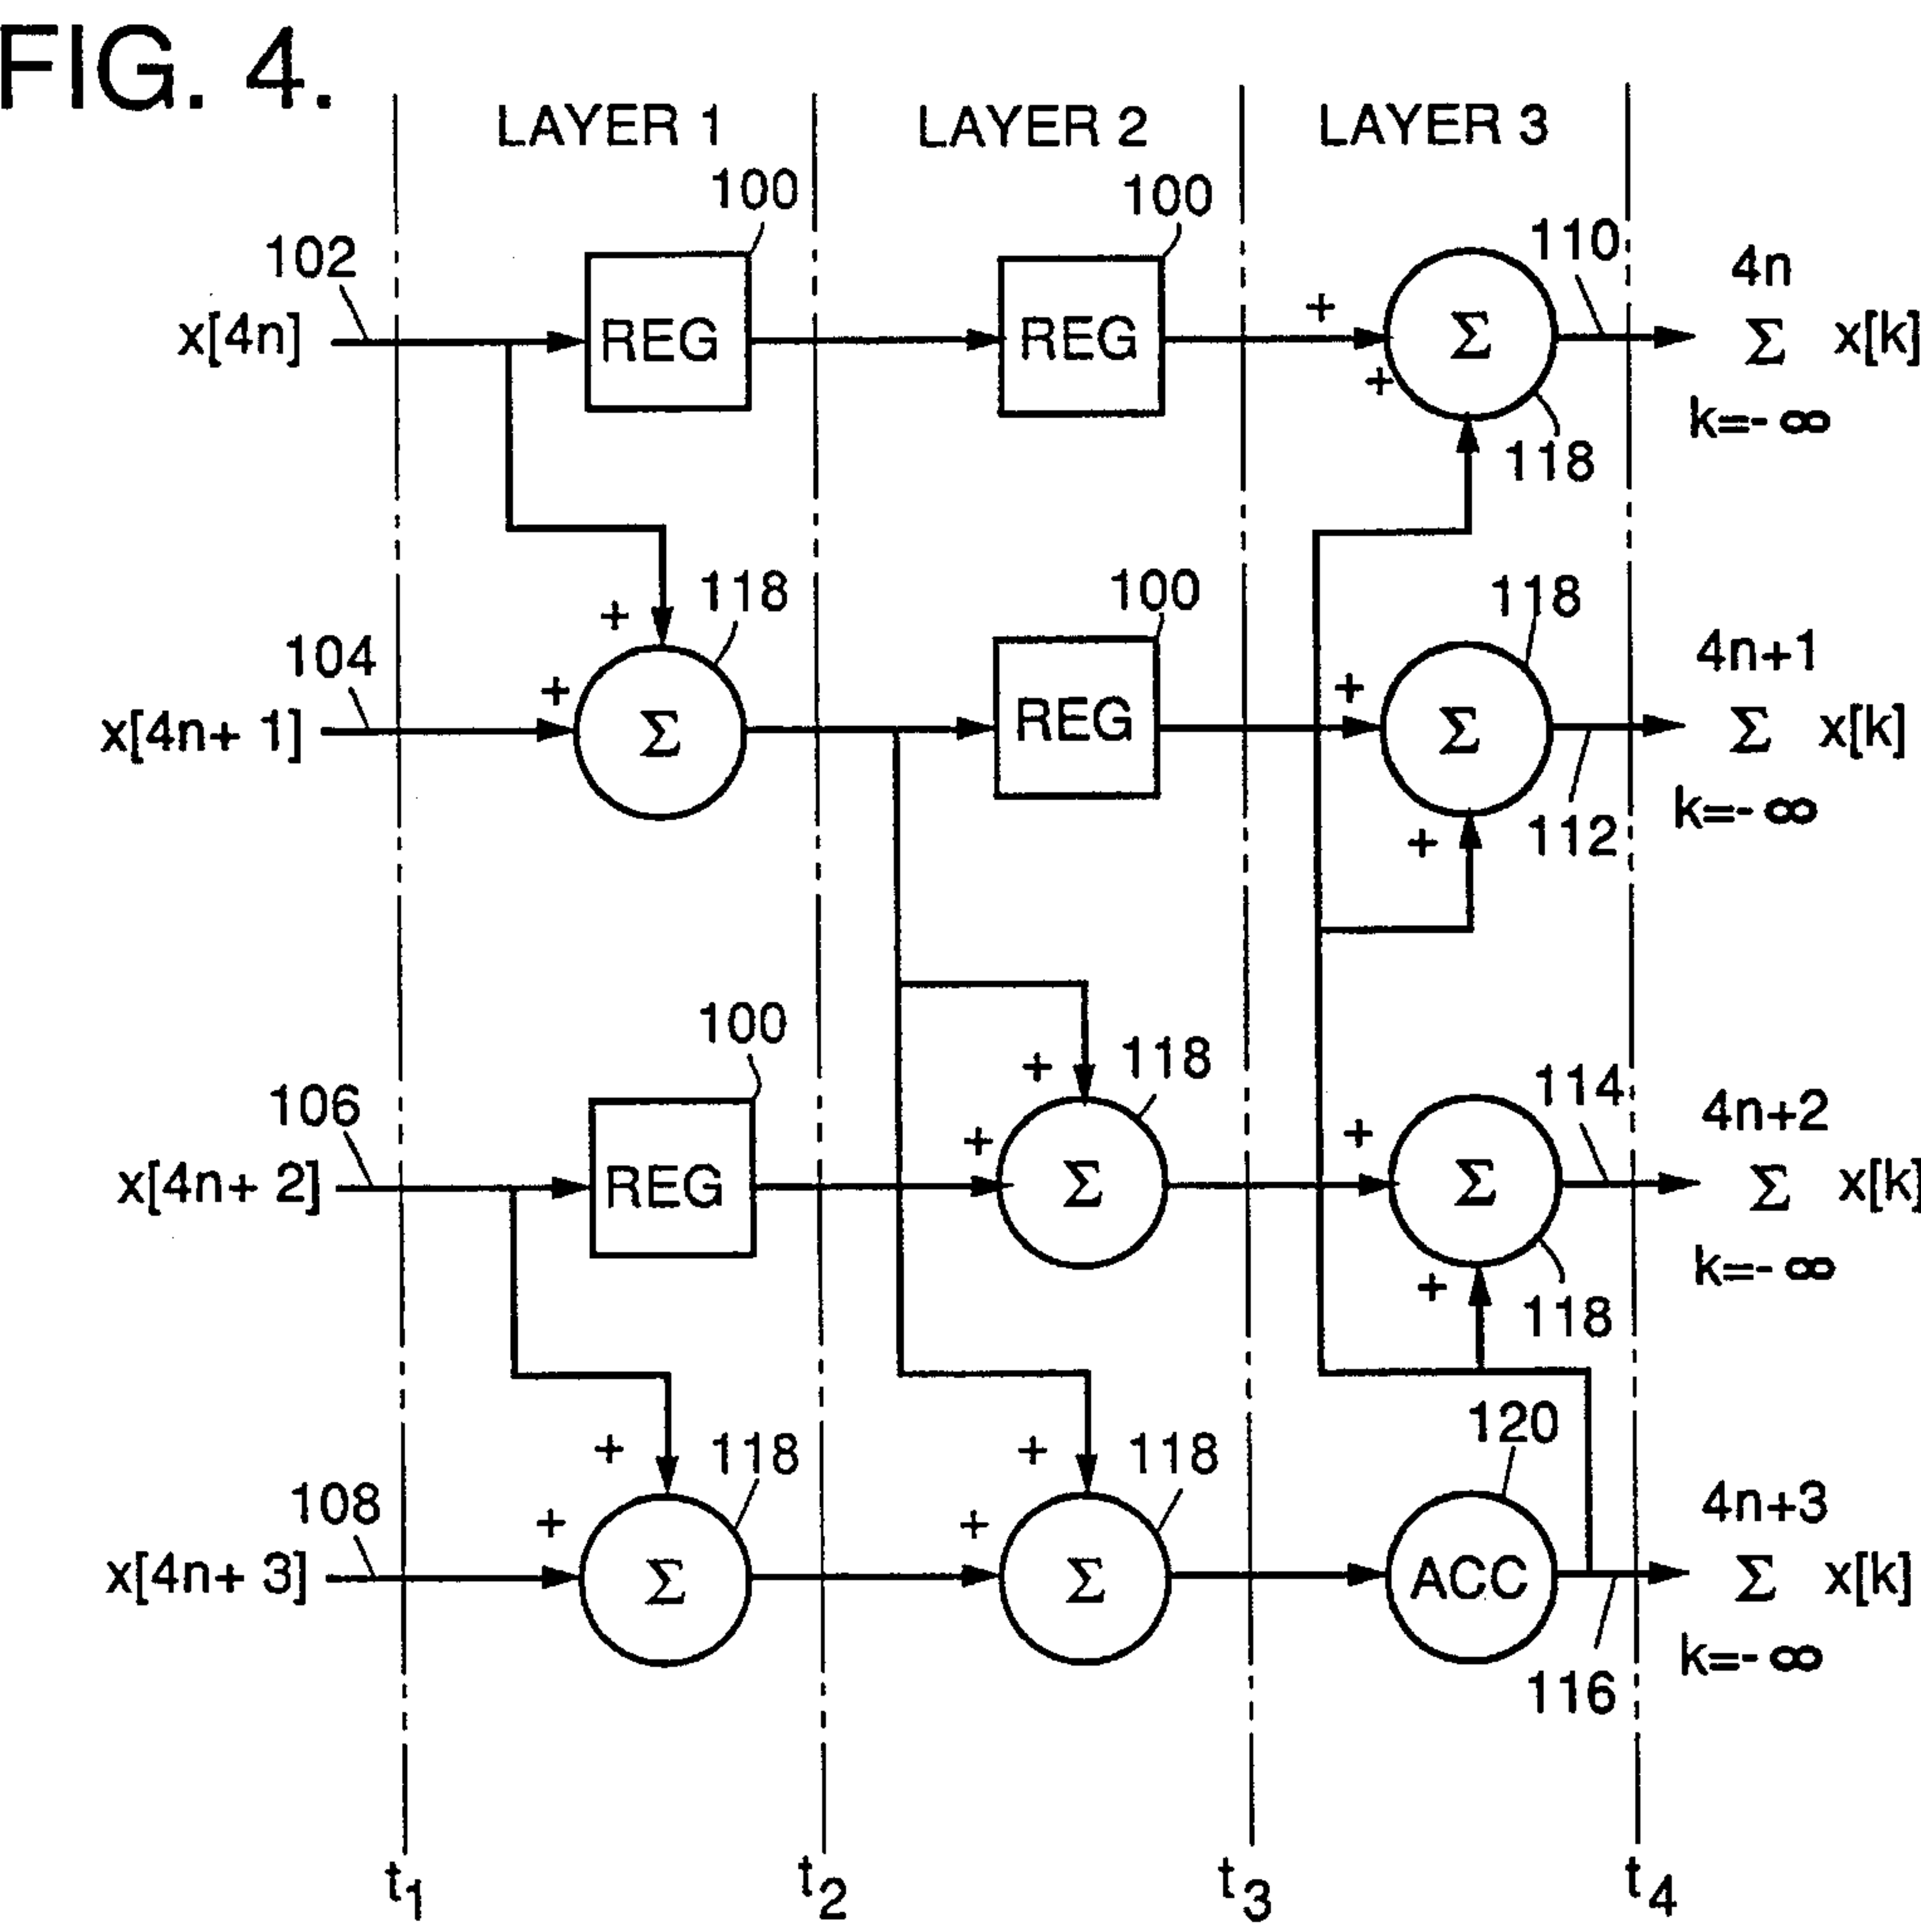 FIG. 4.
LAYER 1 LAYER 2 LAYER 3
100 100
102 110 4n
x[4n] REG REG + Σ Σ x[k]
+
k=-∞
118
118 100 118
+
104 4n+1
+ +
x[4n+ 1] Σ REG Σ Σ x[k]
+ 112 k=-∞
100 118
+
106 114 4n+2
+ +
x[4n+ 2] REG Σ Σ Σ x[k]
+ k=-∞
118
120
+ 118 + 118
108 4n+3
+ +
x[4n+ 3] Σ Σ ACC Σ x[k]
116 k=-∞
t1 t2 t3 t4